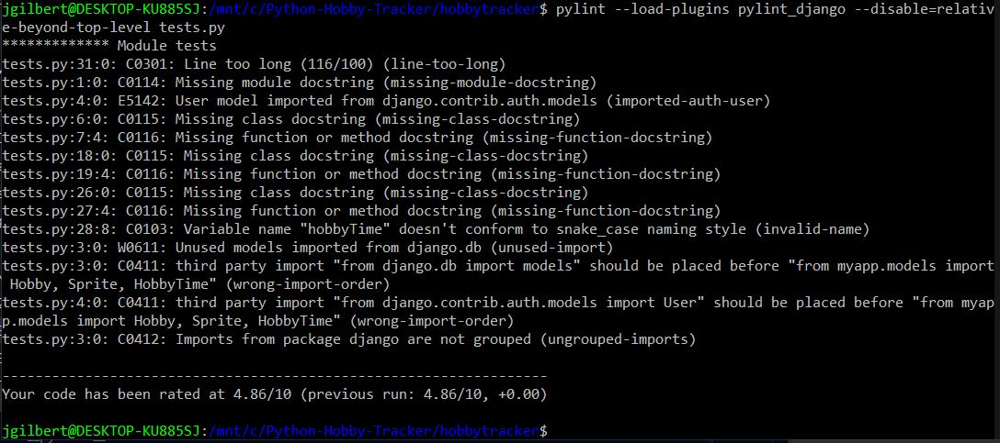 jgilbert@DESKTOP-KU885SJ:/mnt/c/Python-Hobby-Tracker/hobbytracker$ pylint --load-plugins pylint_django --disable=relativ
e-beyond-top-level tests.py
************* Module tests
tests.py:31:0: C0301: Line too long (116/100) (line-too-long)
tests.py:1:0: C0114: Missing module docstring (missing-module-docstring)
tests.py:4:0: E5142: User model imported from django.contrib.auth.models (imported-auth-user)
tests.py:6:0: C0115: Missing class docstring (missing-class-docstring)
tests.py:7:4: C0116: Missing function or method docstring (missing-function-docstring)
tests.py:18:0: C0115: Missing class docstring (missing-class-docstring)
tests.py:19:4: C0116: Missing function or method docstring (missing-function-docstring)
tests.py:26:0: C0115: Missing class docstring (missing-class-docstring)
tests.py:27:4: C0116: Missing function or method docstring (missing-function-docstring)
tests.py:28:8: C0103: Variable name "hobbyTime" doesn't conform to snake_case naming style (invalid-name)
tests.py:3:0: W0611: Unused models imported from django.db (unused-import)
tests.py:3:0: C0411: third party import "from django.db import models" should be placed before "from myapp.models import
 Hobby, Sprite, HobbyTime" (wrong-import-order)
tests.py:4:0: C0411: third party import "from django.contrib.auth.models import User" should be placed before "from myap
p.models import Hobby, Sprite, HobbyTime" (wrong-import-order)
tests.py:3:0: C0412: Imports from package django are not grouped (ungrouped-imports)
------------------------------------------------------------------
Your code has been rated at 4.86/10 (previous run: 4.86/10, +0.00)
jgilbert@DESKTOP-KU885SJ:/mnt/c/Python-Hobby-Tracker/hobbytracker$